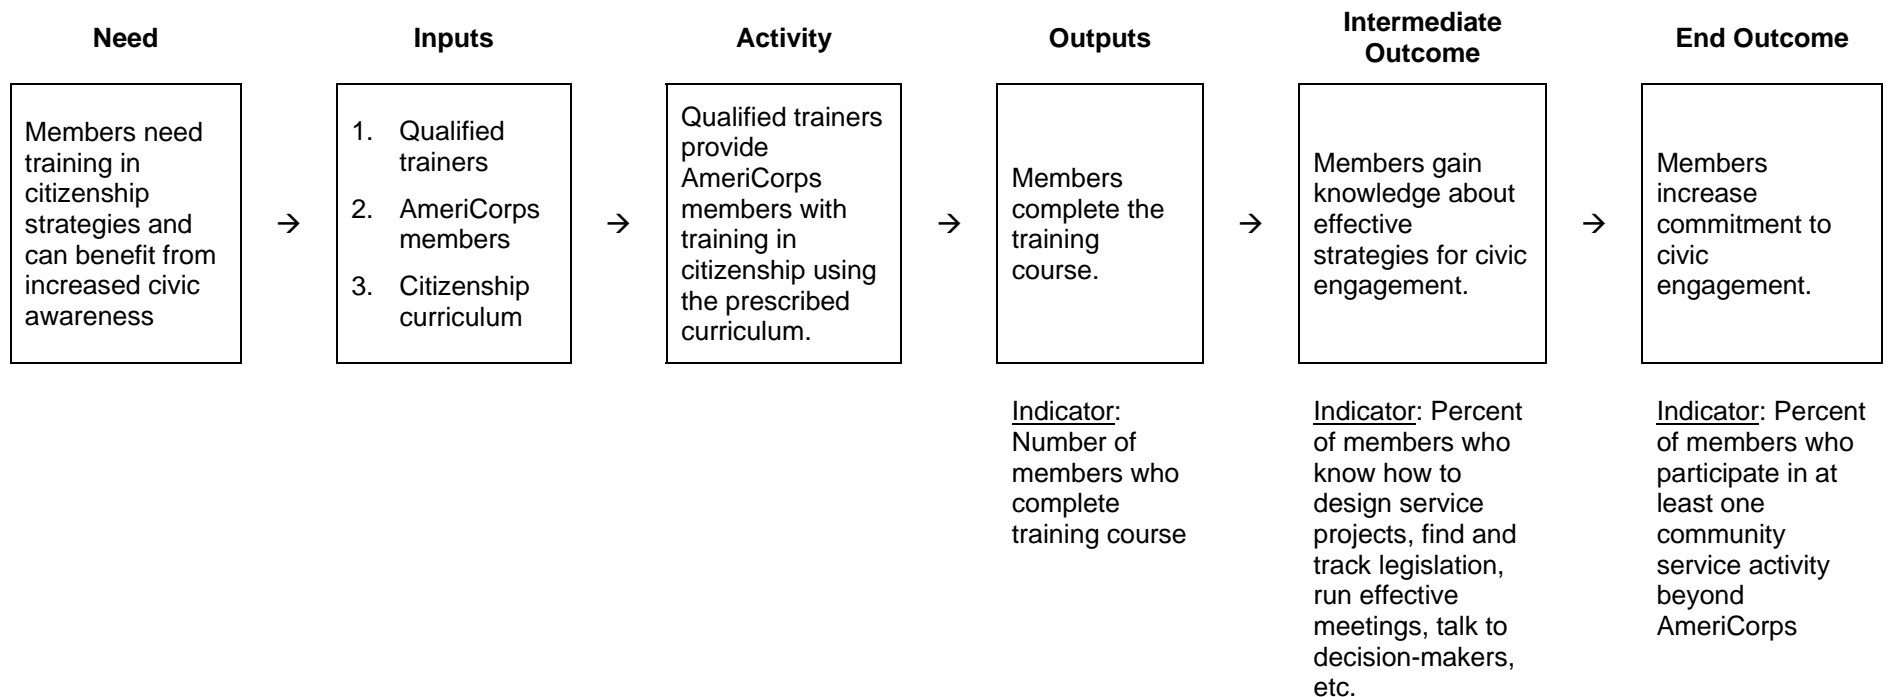 Need
Members need
training in
citizenship
strategies and
can benefit from
increased civic
awareness
→
Inputs
1. Qualified
trainers
2. AmeriCorps
members
3. Citizenship
curriculum
→
Activity
Qualified trainers
provide
AmeriCorps
members with
training in
citizenship using
the prescribed
curriculum.
→
Outputs
Members
complete the
training
course.
Indicator:
Number of
members who
complete
training course
→
Intermediate
Outcome
Members gain
knowledge about
effective
strategies for civic
engagement.
Indicator: Percent
of members who
know how to
design service
projects, find and
track legislation,
run effective
meetings, talk to
decision-makers,
etc.
→
End Outcome
Members
increase
commitment to
civic
engagement.
Indicator: Percent
of members who
participate in at
least one
community
service activity
beyond
AmeriCorps